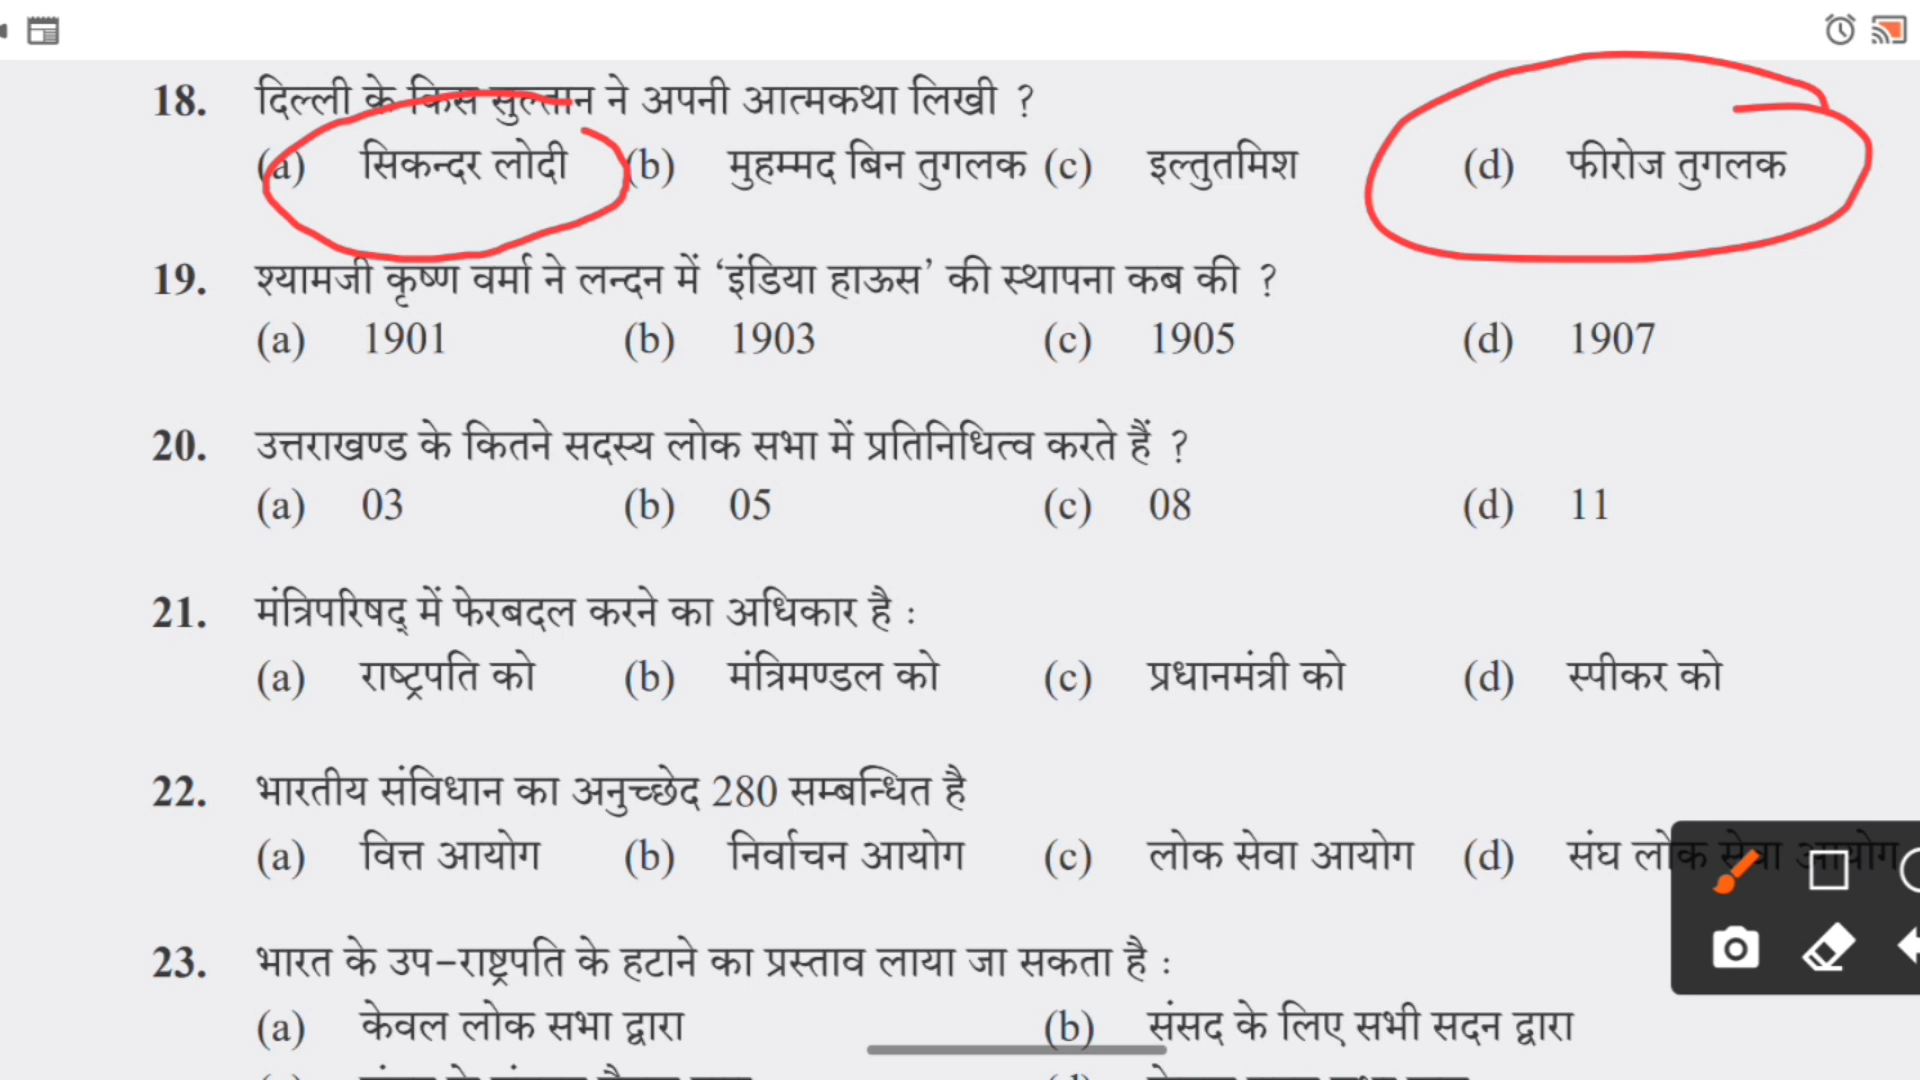 18. दिल्ली के किस सुल्तान ने अपनी आत्मकथा लिखी ?
(a) सिकन्दर लोदी (b) मुहम्मद बिन तुगलक (c) इल्तुतमिश (d) फीरोज तुगलक
19. श्यामजी कृष्ण वर्मा ने लन्दन में ‘इंडिया हाऊस’ की स्थापना कब की ?
(a) 1901 (b) 1903 (c) 1905 (d) 1907
20. उत्तराखण्ड के कितने सदस्य लोक सभा में प्रतिनिधित्व करते हैं ?
(a) 03 (b) 05 (c) 08 (d) 11
21. मंत्रिपरिषद् में फेरबदल करने का अधिकार है :
(a) राष्ट्रपति को (b) मंत्रिमण्डल को (c) प्रधानमंत्री को (d) स्पीकर को
22. भारतीय संविधान का अनुच्छेद 280 सम्बन्धित है
(a) वित्त आयोग (b) निर्वाचन आयोग (c) लोक सेवा आयोग (d) संघ लोक सेवा आयोग
23. भारत के उप-राष्ट्रपति के हटाने का प्रस्ताव लाया जा सकता है :
(a) केवल लोक सभा द्वारा (b) संसद के लिए सभी सदन द्वारा